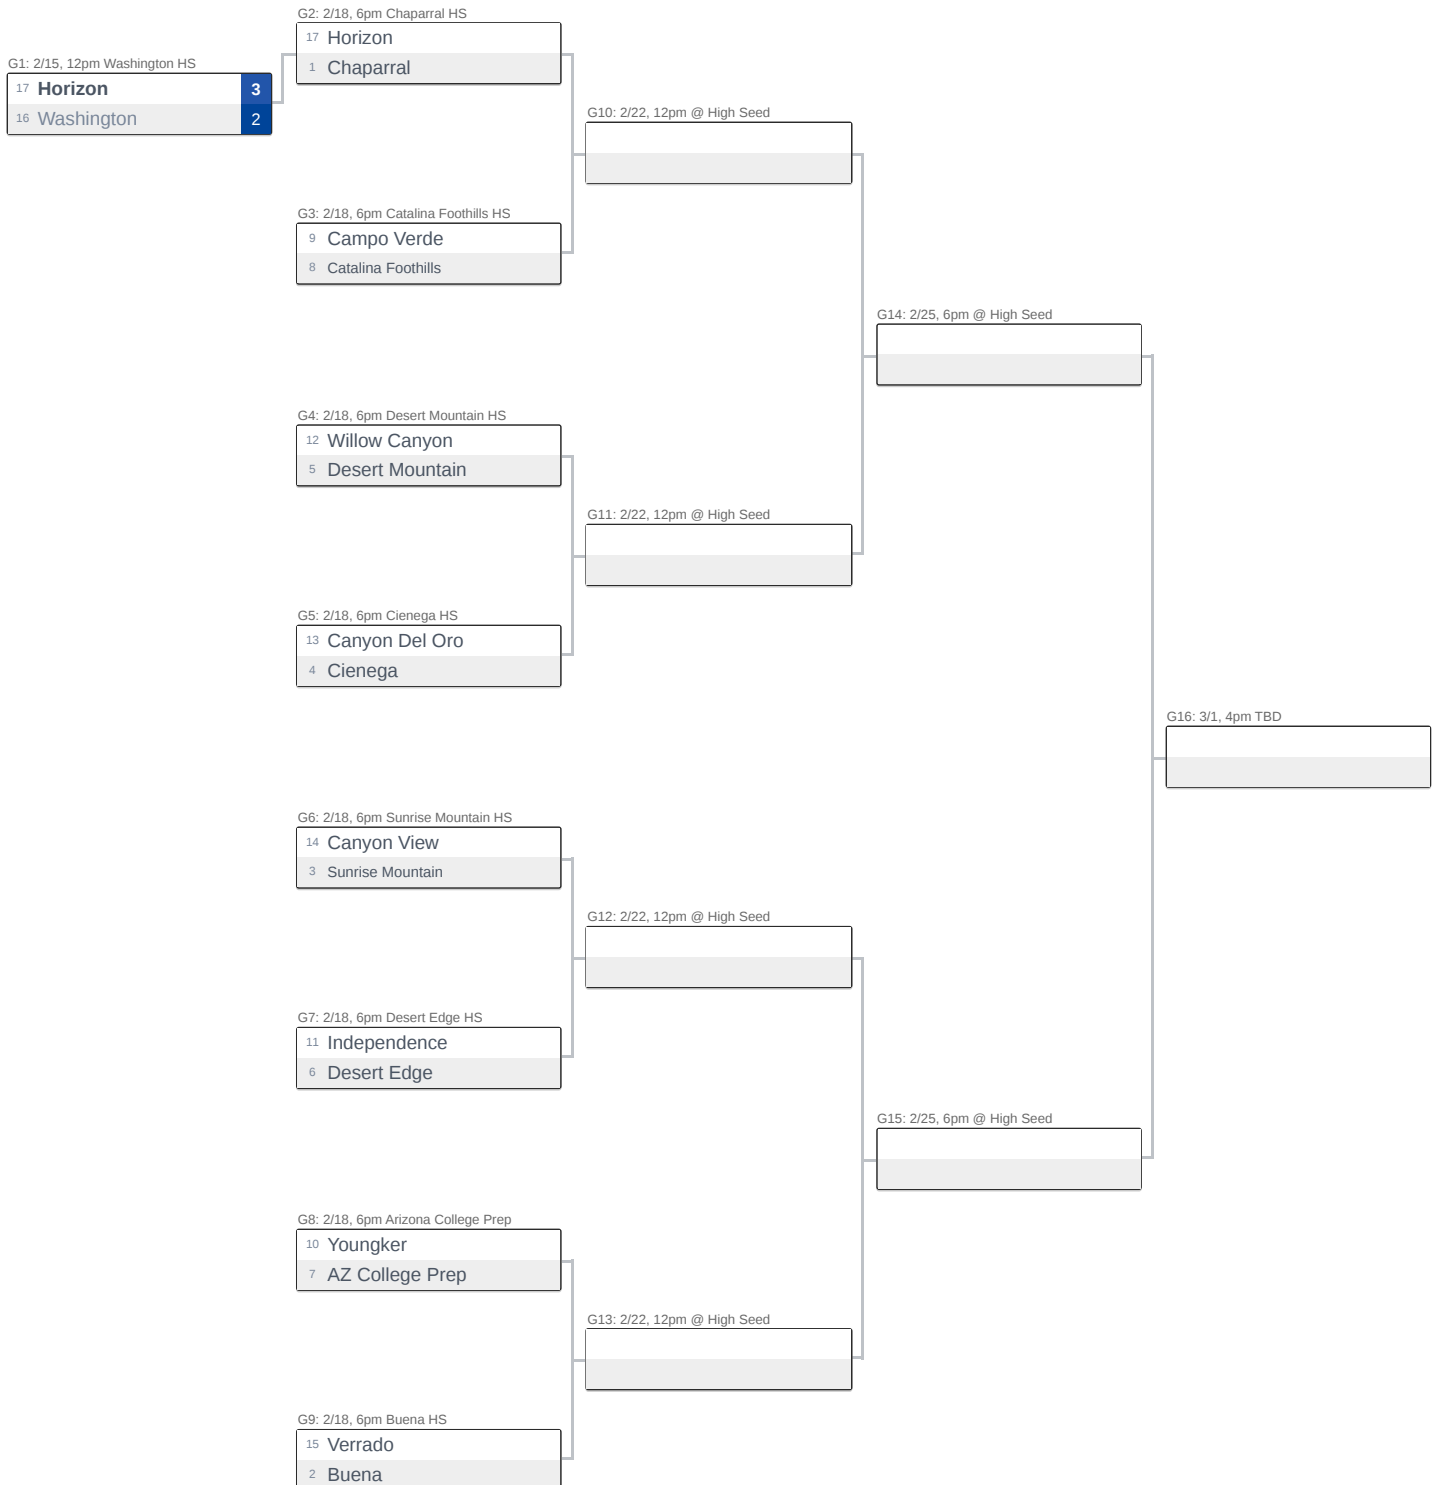 G1: 2/15, 12pm Washington HS
17 Horizon 3
16 Washington 2
G2: 2/18, 6pm Chaparral HS
17 Horizon
1 Chaparral
G3: 2/18, 6pm Catalina Foothills HS
9 Campo Verde
8 Catalina Foothills
G4: 2/18, 6pm Desert Mountain HS
12 Willow Canyon
5 Desert Mountain
G5: 2/18, 6pm Cienega HS
13 Canyon Del Oro
4 Cienega
G6: 2/18, 6pm Sunrise Mountain HS
14 Canyon View
3 Sunrise Mountain
G7: 2/18, 6pm Desert Edge HS
11 Independence
6 Desert Edge
G8: 2/18, 6pm Arizona College Prep
10 Youngker
7 AZ College Prep
G9: 2/18, 6pm Buena HS
15 Verrado
2 Buena
G10: 2/22, 12pm @ High Seed
G11: 2/22, 12pm @ High Seed
G12: 2/22, 12pm @ High Seed
G13: 2/22, 12pm @ High Seed
G14: 2/25, 6pm @ High Seed
G15: 2/25, 6pm @ High Seed
G16: 3/1, 4pm TBD